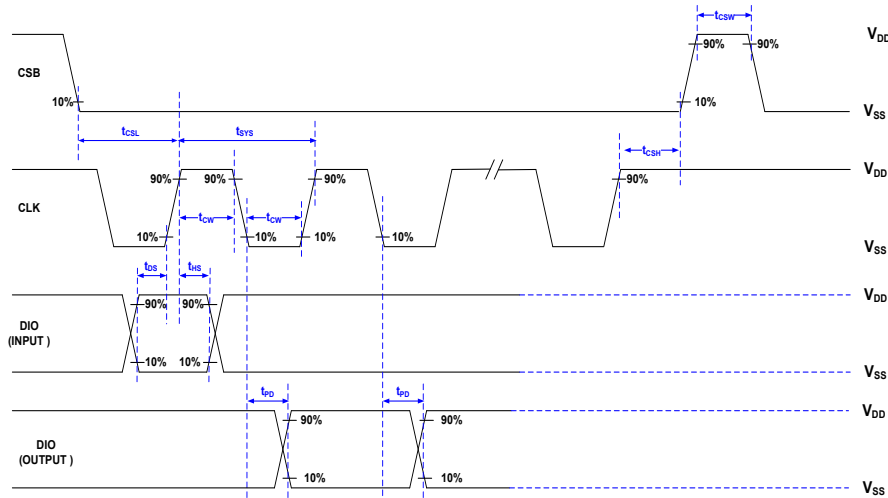 tCSW
VDD
90%
90%
CSB
10%
10%
VSS
tCSL
tSYS
tCSH
VDD
90%
90%
90%
90%
CLK
tCW
tCW
10%
10%
10%
10%
VSS
tDS
tHS
VDD
90%
90%
DIO
(INPUT )
10%
10%
VSS
tPD
tPD
VDD
90%
90%
DIO
(OUTPUT )
10%
10%
VSS